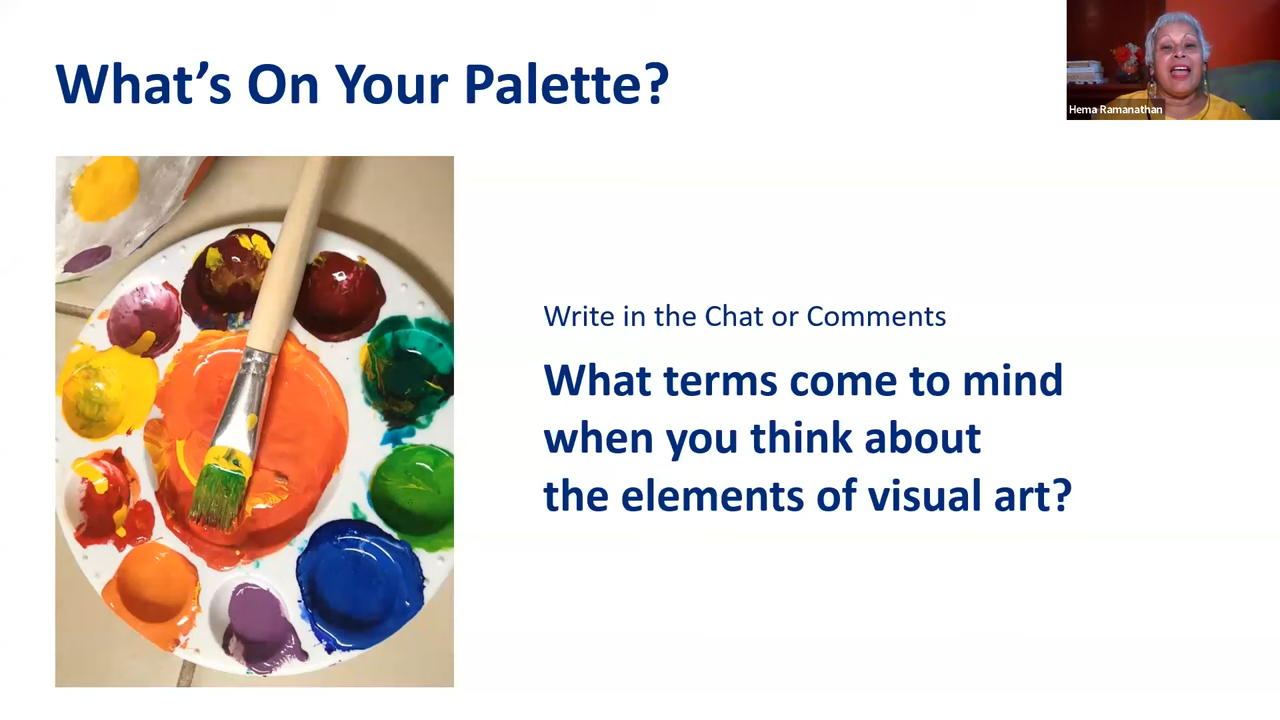 What's On Your Palette?
Hema Ramanathan
Write in the Chat or Comments
What terms come to mind
when you think about
the elements of visual art?